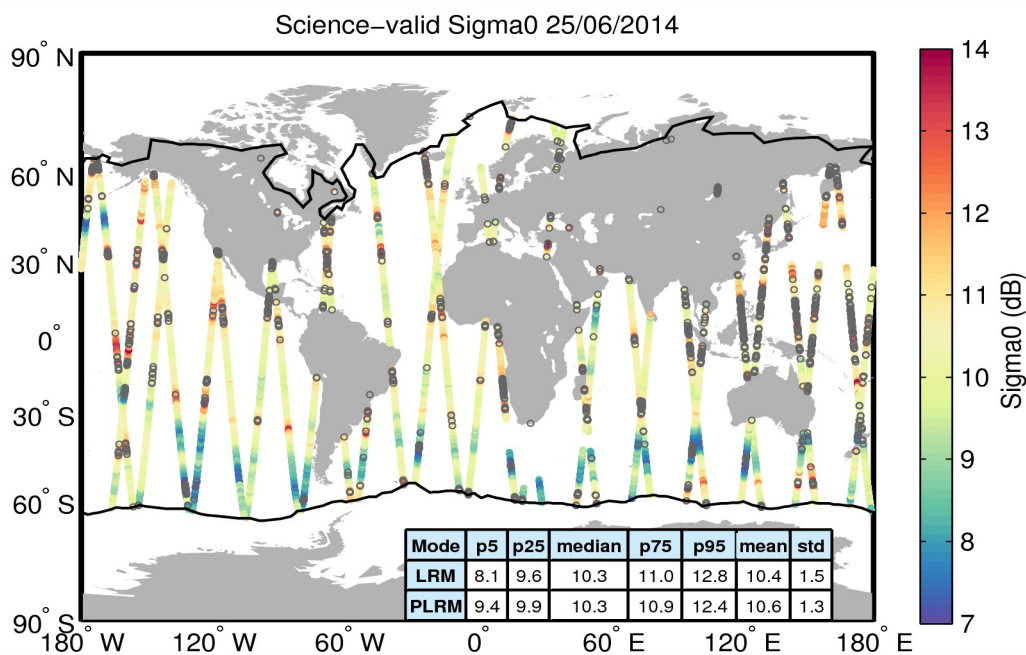 Science−valid Sigma0 25/06/2014
90° N
60° N
30° N
0°
30° S
60° S
90° S
180° W
120° W
60° W
0°
60° E
120° E
180° E
14
13
12
11
10
9
8
7
Sigma0 (dB)
Mode p5 p25 median p75 p95 mean std
LRM 8.1 9.6 10.3 11.0 12.8 10.4 1.5
PLRM 9.4 9.9 10.3 10.9 12.4 10.6 1.3